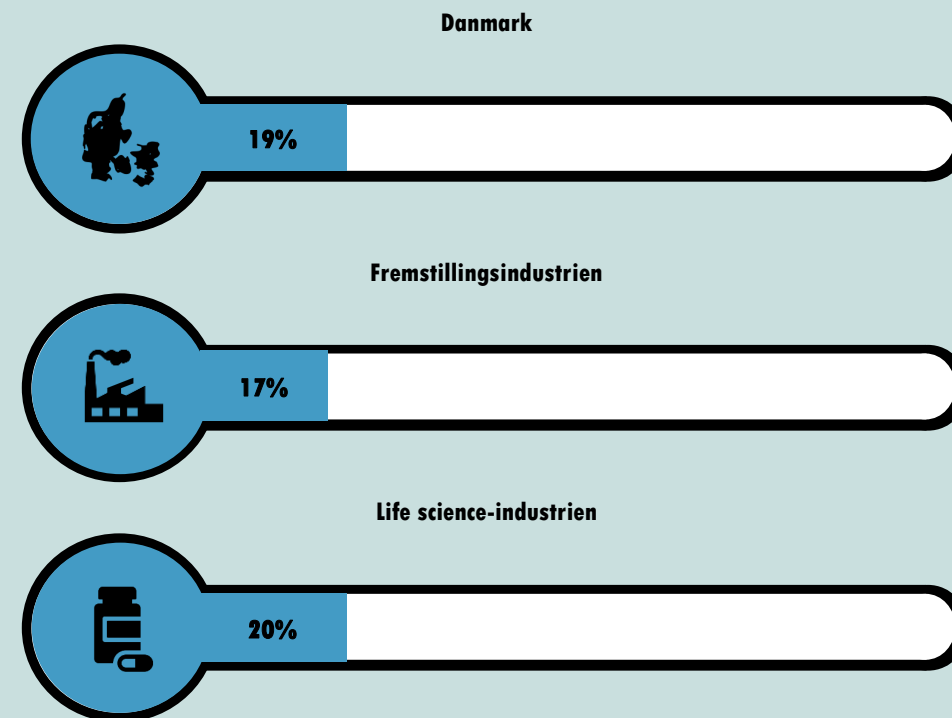 Danmark
19%
Fremstillingsindustrien
17%
Life science-industrien
20%